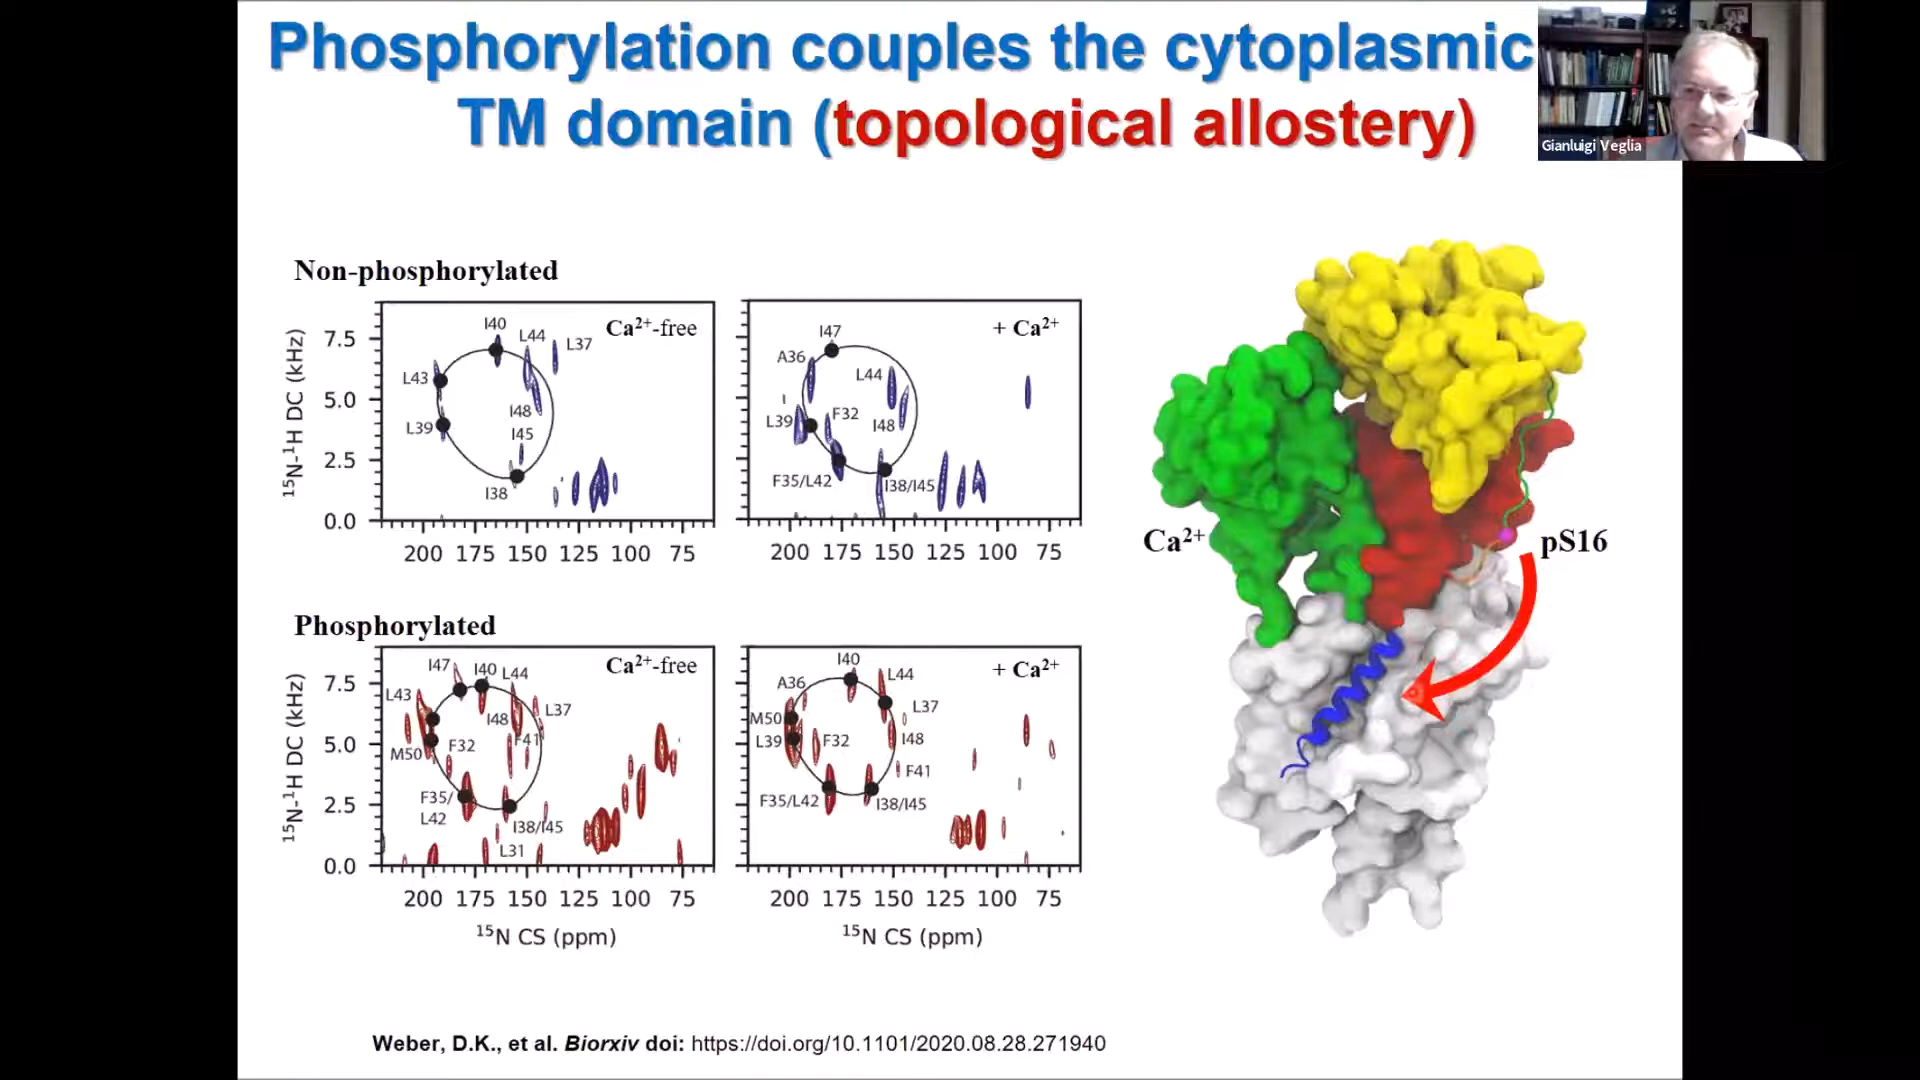 Phosphorylation couples the cytoplasmic
TM domain (topological allostery)
Gianluigi Veglia
Non-phosphorylated
15N-1H DC (kHz)
7.5
5.0
2.5
0.0
I40
Ca2+-free
L44
L37
L43
I48
L39
I45
I38
200 175 150 125 100 75
I47
+ Ca2+
A36
L44
L39
F32
I48
F35/L42
I38/I45
200 175 150 125 100 75
Phosphorylated
15N-1H DC (kHz)
7.5
5.0
2.5
0.0
I47
I40
L44
Ca2+-free
L43
I48
L37
M50
F32
F41
F35/
L42
I38/I45
L31
200 175 150 125 100 75
15N CS (ppm)
I40
+ Ca2+
A36
L44
M50
L37
L39
F32
I48
F41
F35/L42
I38/I45
200 175 150 125 100 75
15N CS (ppm)
Ca2+
pS16
Weber, D.K., et al. Biorxiv doi: https://doi.org/10.1101/2020.08.28.271940